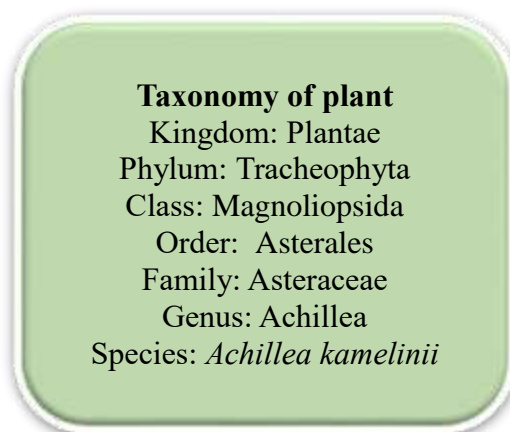 Taxonomy of plant
Kingdom: Plantae
Phylum: Tracheophyta
Class: Magnoliopsida
Order:  Asterales
Family: Asteraceae
Genus: Achillea
Species: Achillea kamelinii